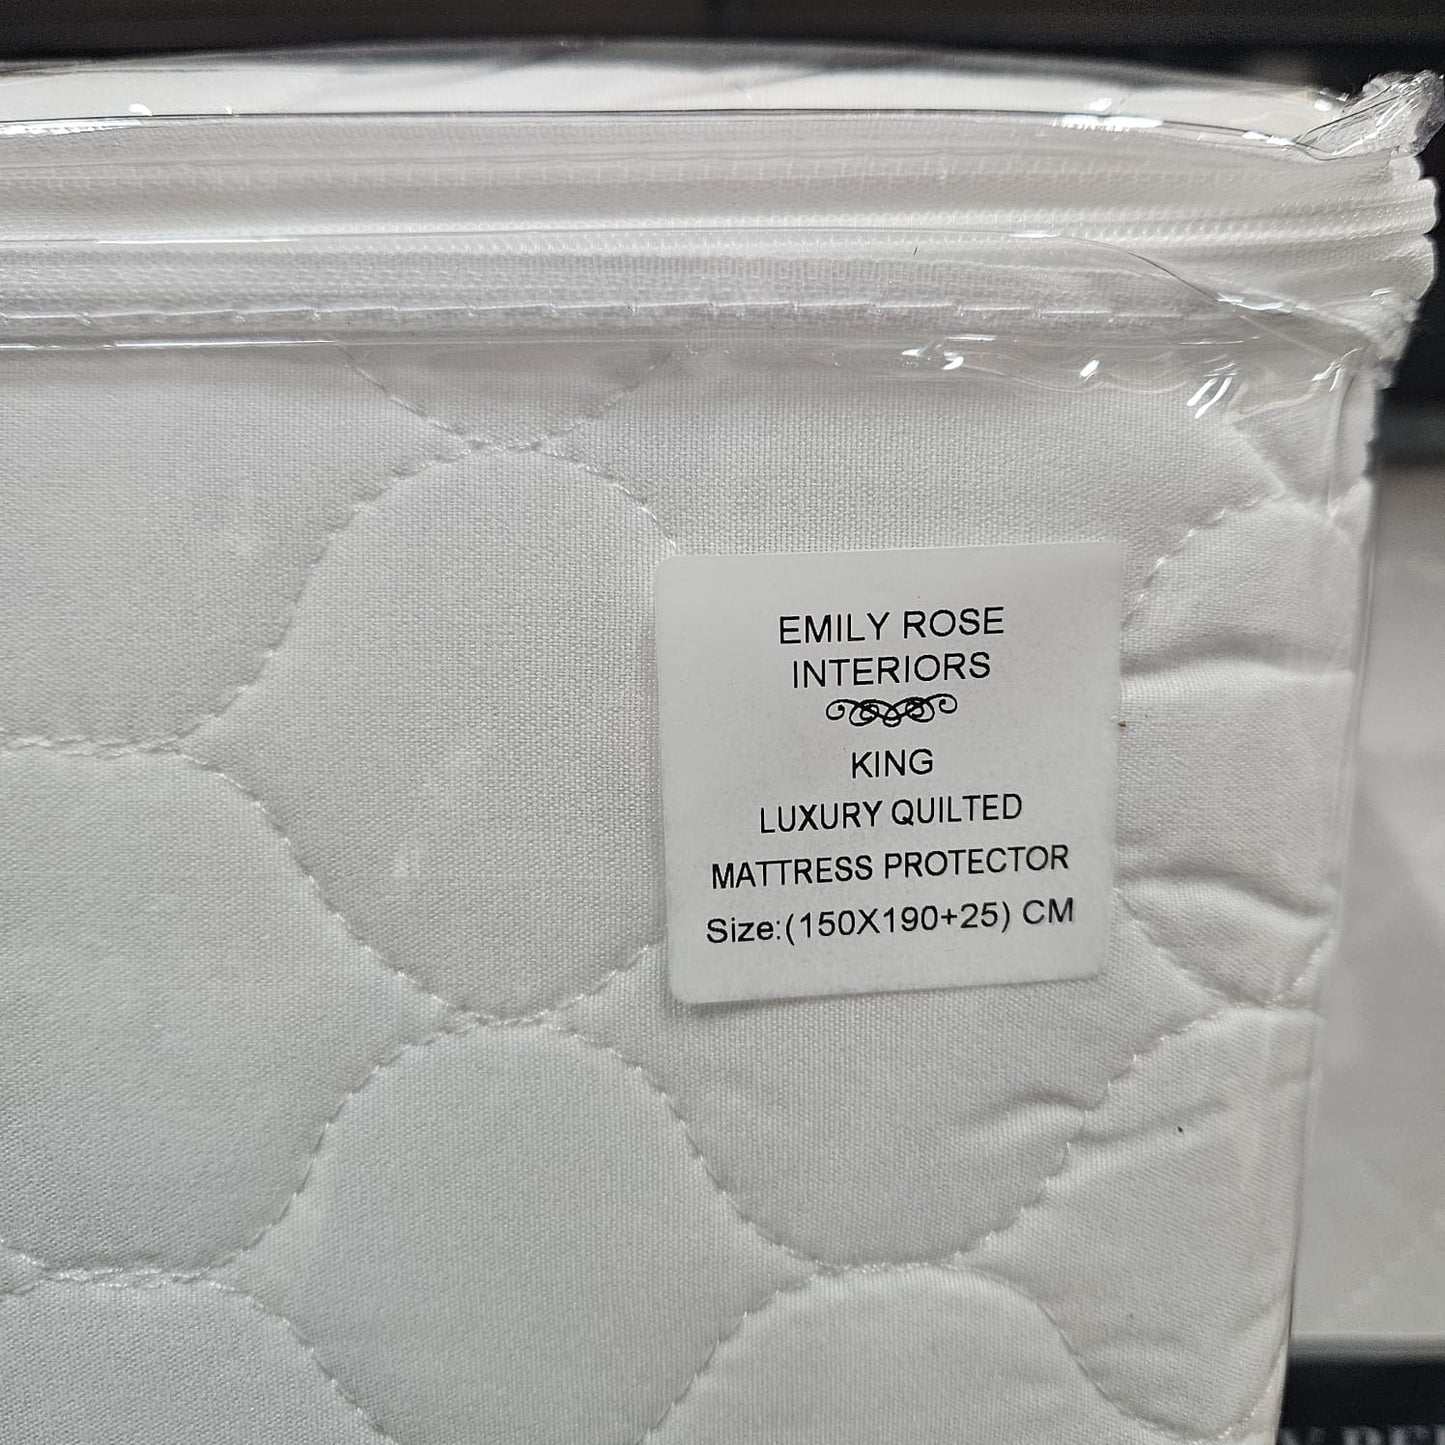 EMILY ROSE
INTERIORS
KING
LUXURY QUILTED
MATTRESS PROTECTOR
Size:(150X190+25) CM